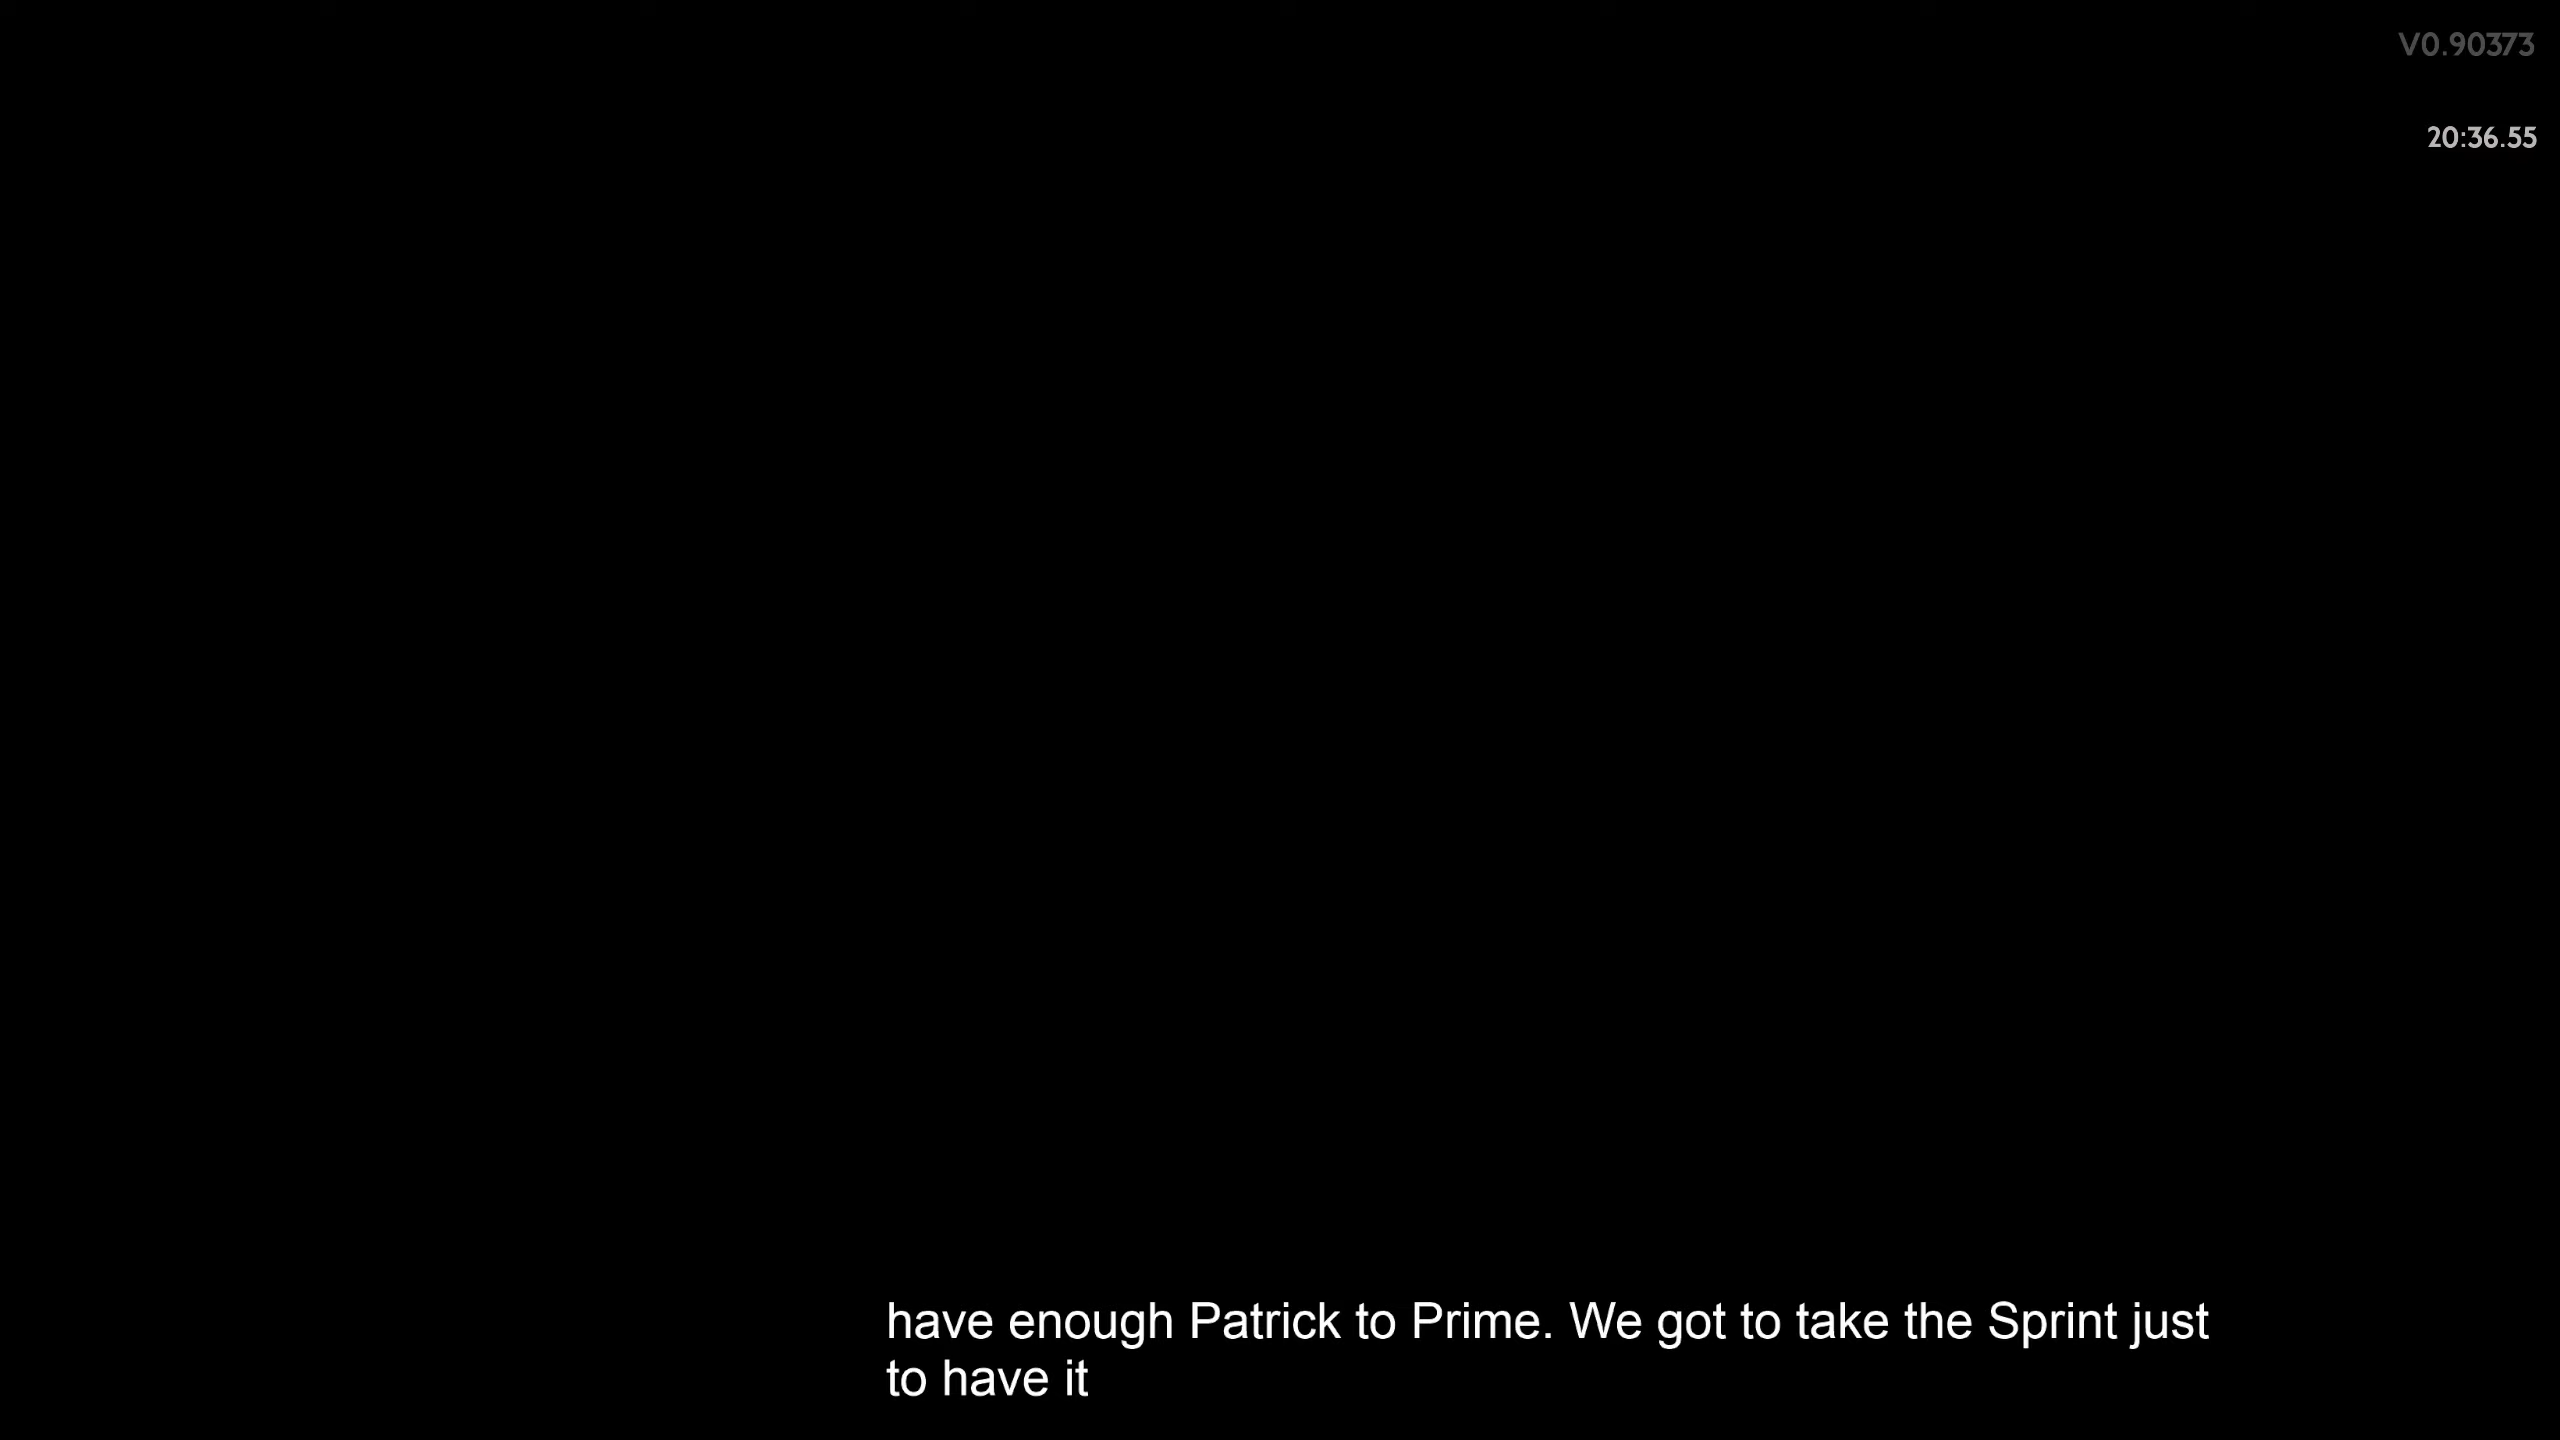 V0.90373
20:36.55
have enough Patrick to Prime. We got to take the Sprint just
to have it